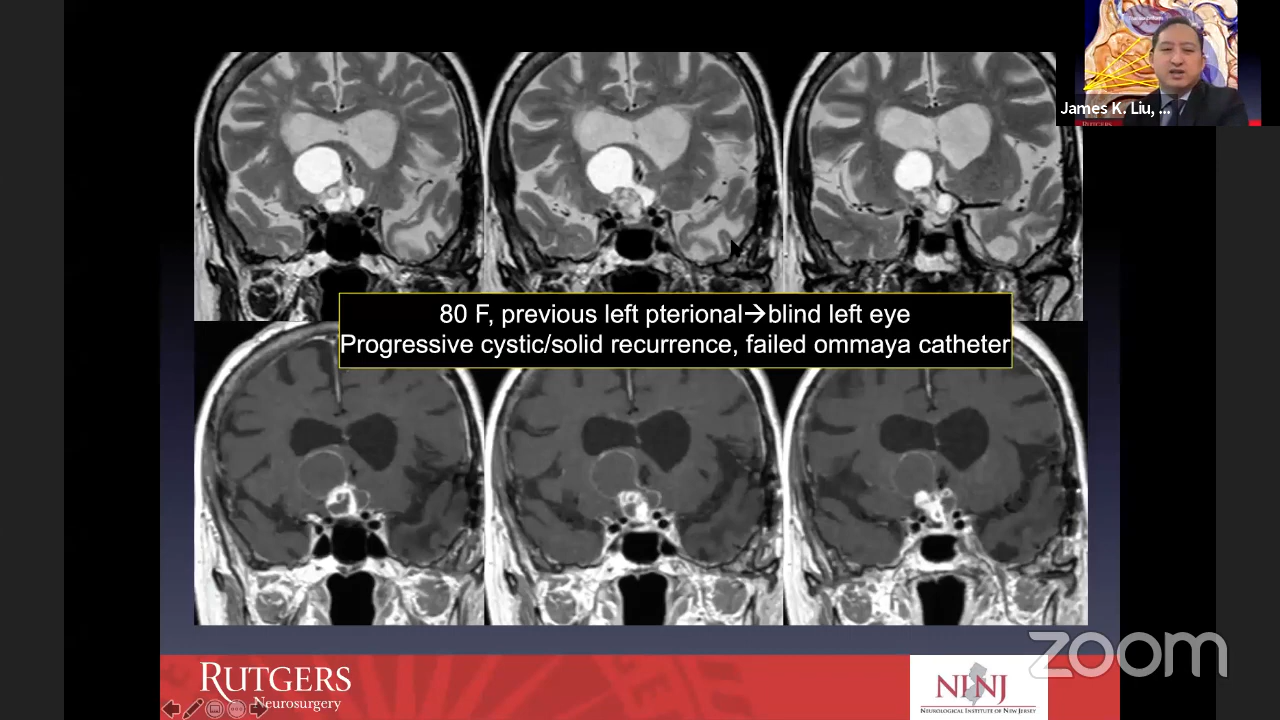 James K. Liu, ...
80 F, previous left pterional→blind left eye
Progressive cystic/solid recurrence, failed ommaya catheter
RUTGERS
Neurosurgery
NINJ
NEUROLOGICAL INSTITUTE OF NEW JERSEY
zoom